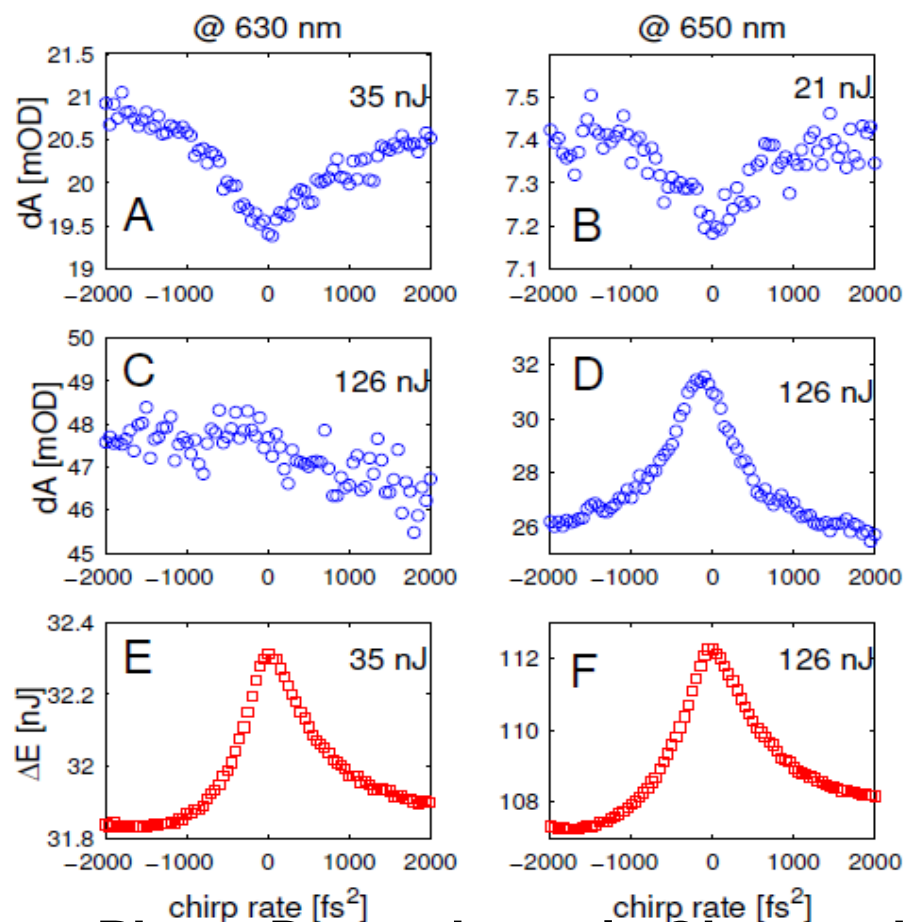 @ 630 nm
@ 650 nm
21.5
21
20.5
20
19.5
19
dA [mOD]
35 nJ
A
−2000 −1000 0 1000 2000
7.5
7.4
7.3
7.2
7.1
dA [mOD]
21 nJ
B
−2000 −1000 0 1000 2000
50
49
48
47
46
45
dA [mOD]
C
126 nJ
−2000 −1000 0 1000 2000
32
30
28
26
D
126 nJ
−2000 −1000 0 1000 2000
32.4
32.2
32
31.8
ΔE [nJ]
E
35 nJ
−2000 −1000 0 1000 2000
chirp rate [fs²]
112
110
108
F
126 nJ
−2000 −1000 0 1000 2000
chirp rate [fs²]